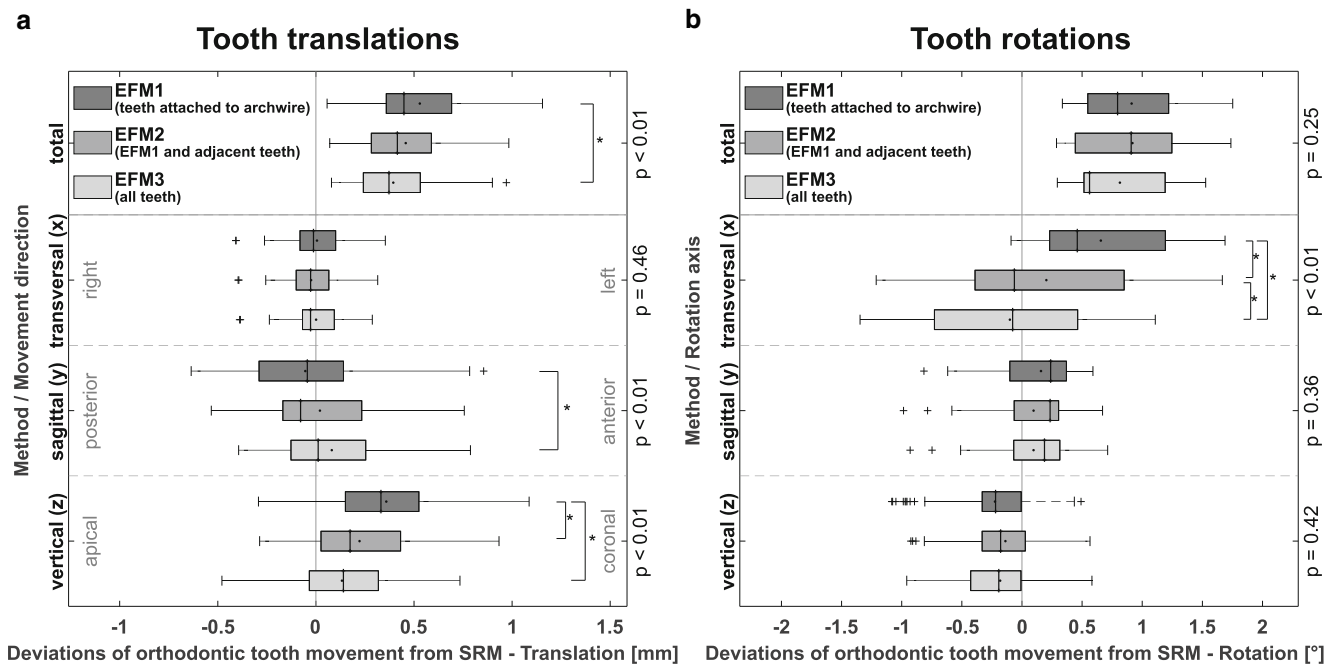 a
Tooth translations
EFM1
(teeth attached to archwire)
EFM2
(EFM1 and adjacent teeth)
EFM3
(all teeth)
Method / Movement direction
total
transversal (x)
sagittal (y)
vertical (z)
right
left
posterior
anterior
apical
coronal
*
*
*
*
p < 0.01
p = 0.46
p < 0.01
p < 0.01
-1 -0.5 0 0.5 1 1.5
Deviations of orthodontic tooth movement from SRM - Translation [mm]
b
Tooth rotations
EFM1
(teeth attached to archwire)
EFM2
(EFM1 and adjacent teeth)
EFM3
(all teeth)
Method / Rotation axis
total
transversal (x)
sagittal (y)
vertical (z)
*
*
*
p = 0.25
p < 0.01
p = 0.36
p = 0.42
-2 -1.5 -1 -0.5 0 0.5 1 1.5 2
Deviations of orthodontic tooth movement from SRM - Rotation [°]